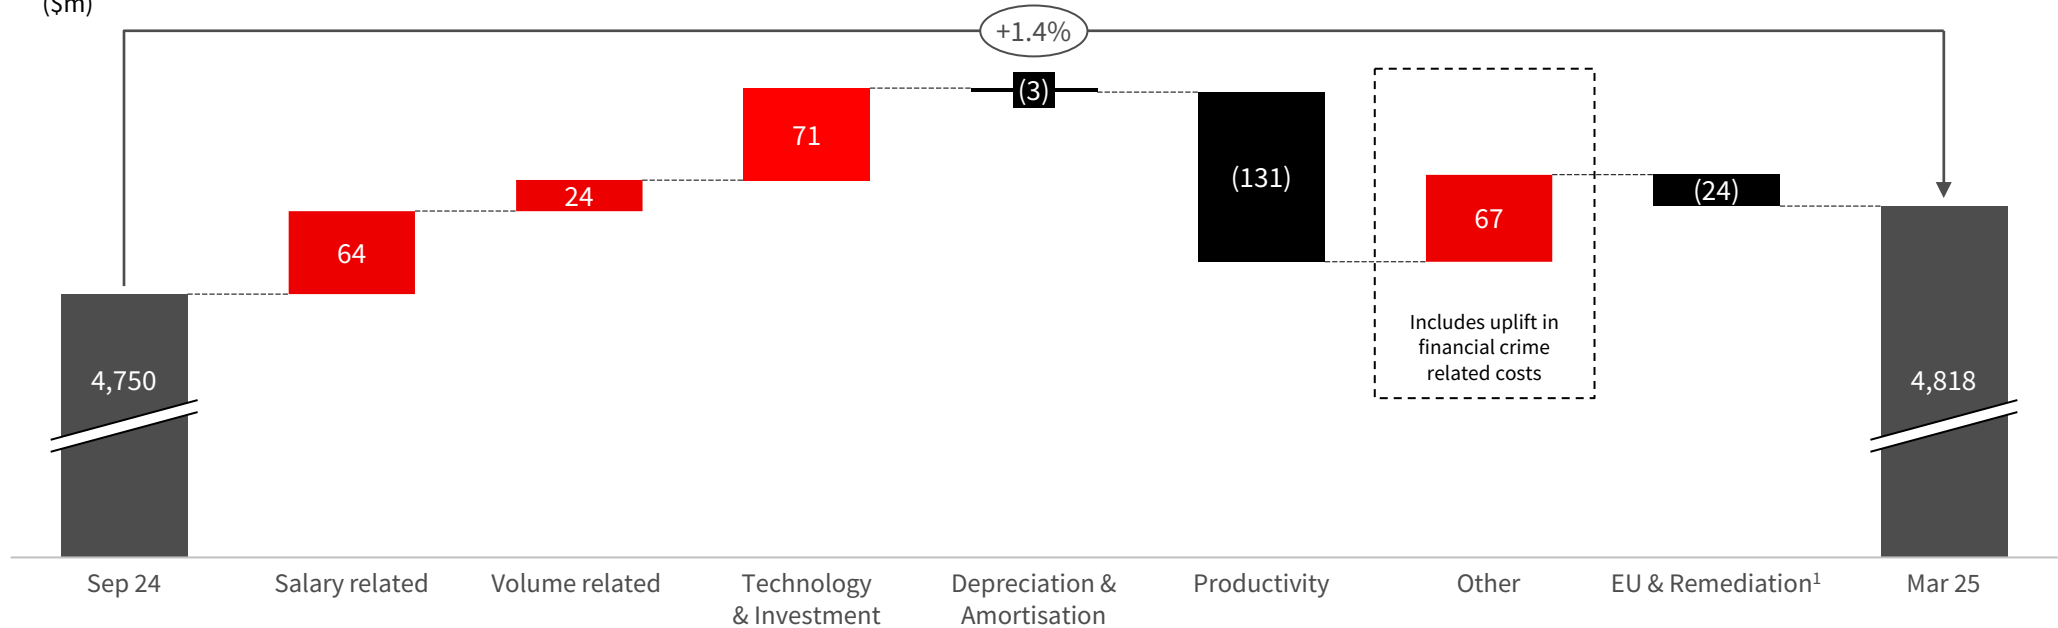 ($m)
+1.4%
(3)
71
(131)
24
67
(24)
64
Includes uplift in
financial crime
related costs
4,750
4,818
Sep 24
Salary related
Volume related
Technology
& Investment
Depreciation &
Amortisation
Productivity
Other
EU & Remediation¹
Mar 25